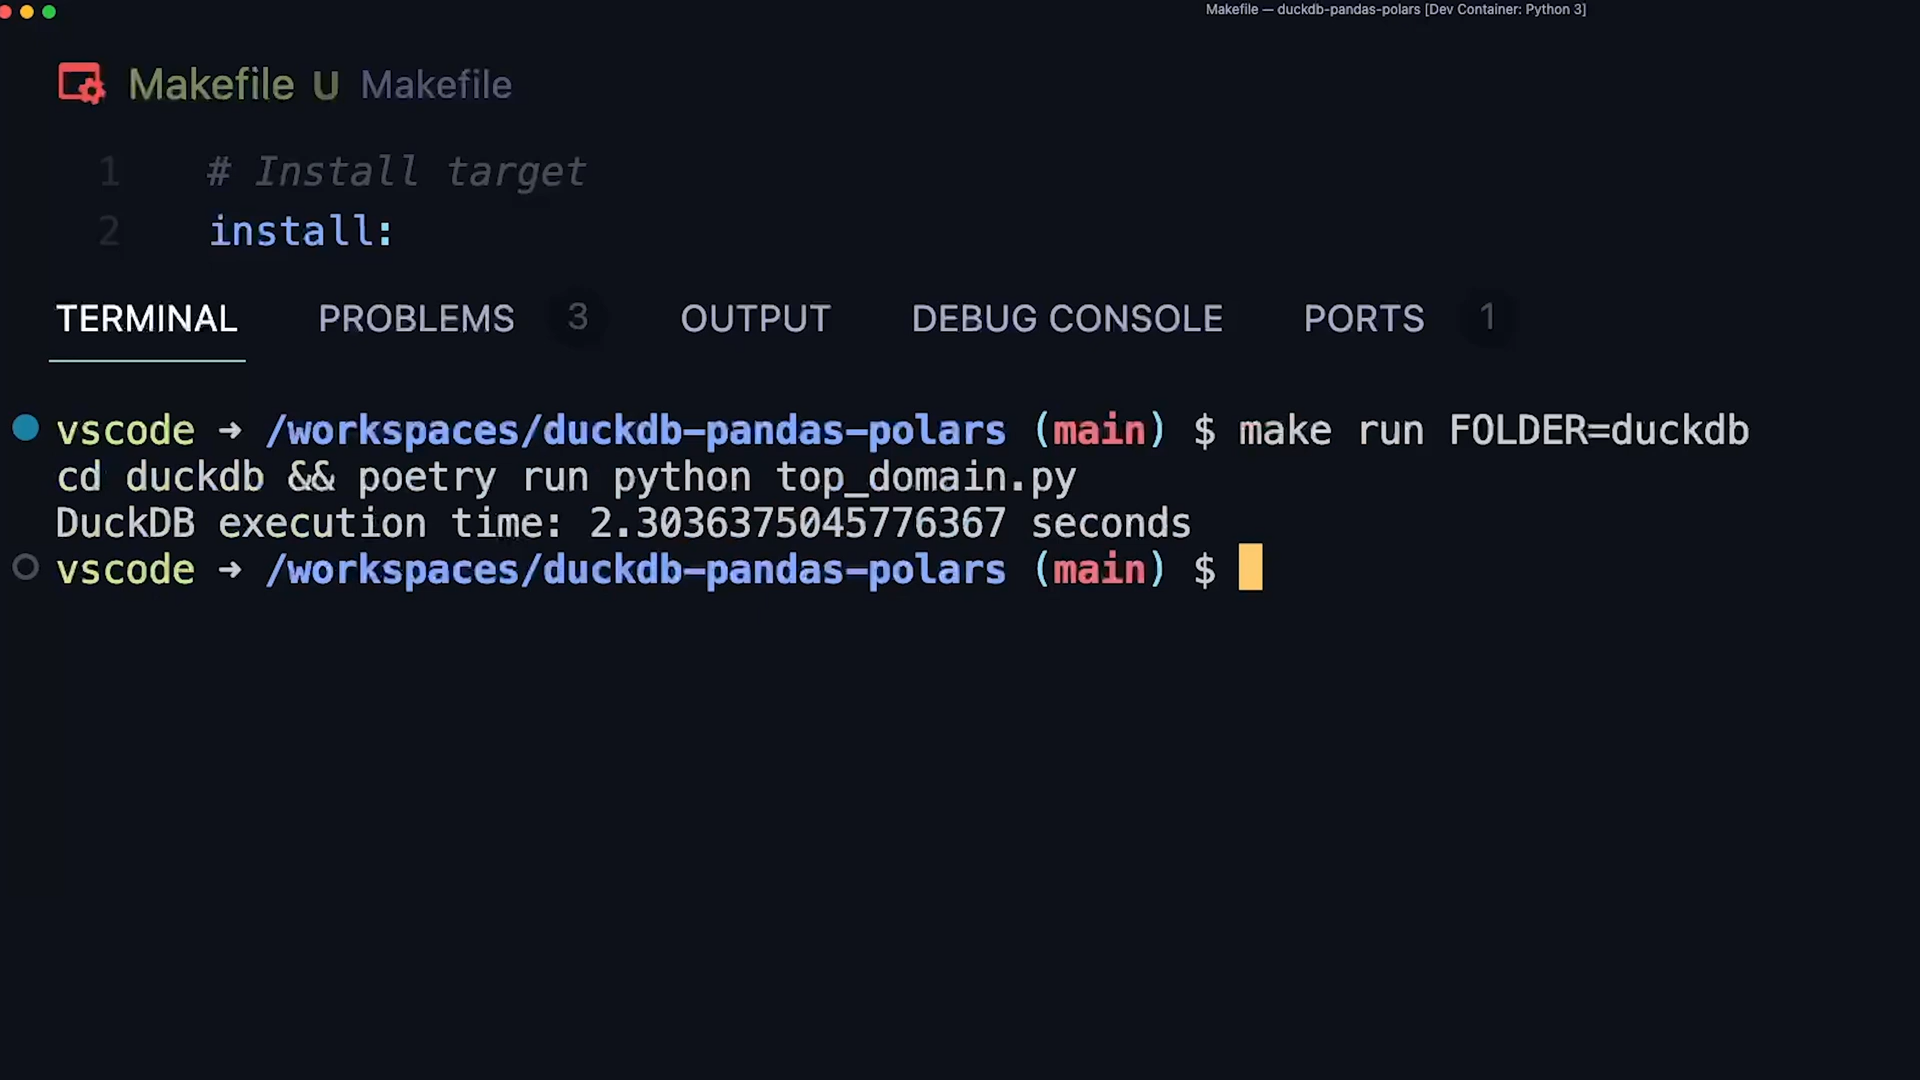 Makefile — duckdb-pandas-polars [Dev Container: Python 3]
Makefile U Makefile
1 # Install target
2 install:
TERMINAL PROBLEMS 3 OUTPUT DEBUG CONSOLE PORTS 1
vscode ➜ /workspaces/duckdb-pandas-polars (main) $ make run FOLDER=duckdb
cd duckdb && poetry run python top_domain.py
DuckDB execution time: 2.3036375045776367 seconds
vscode ➜ /workspaces/duckdb-pandas-polars (main) $